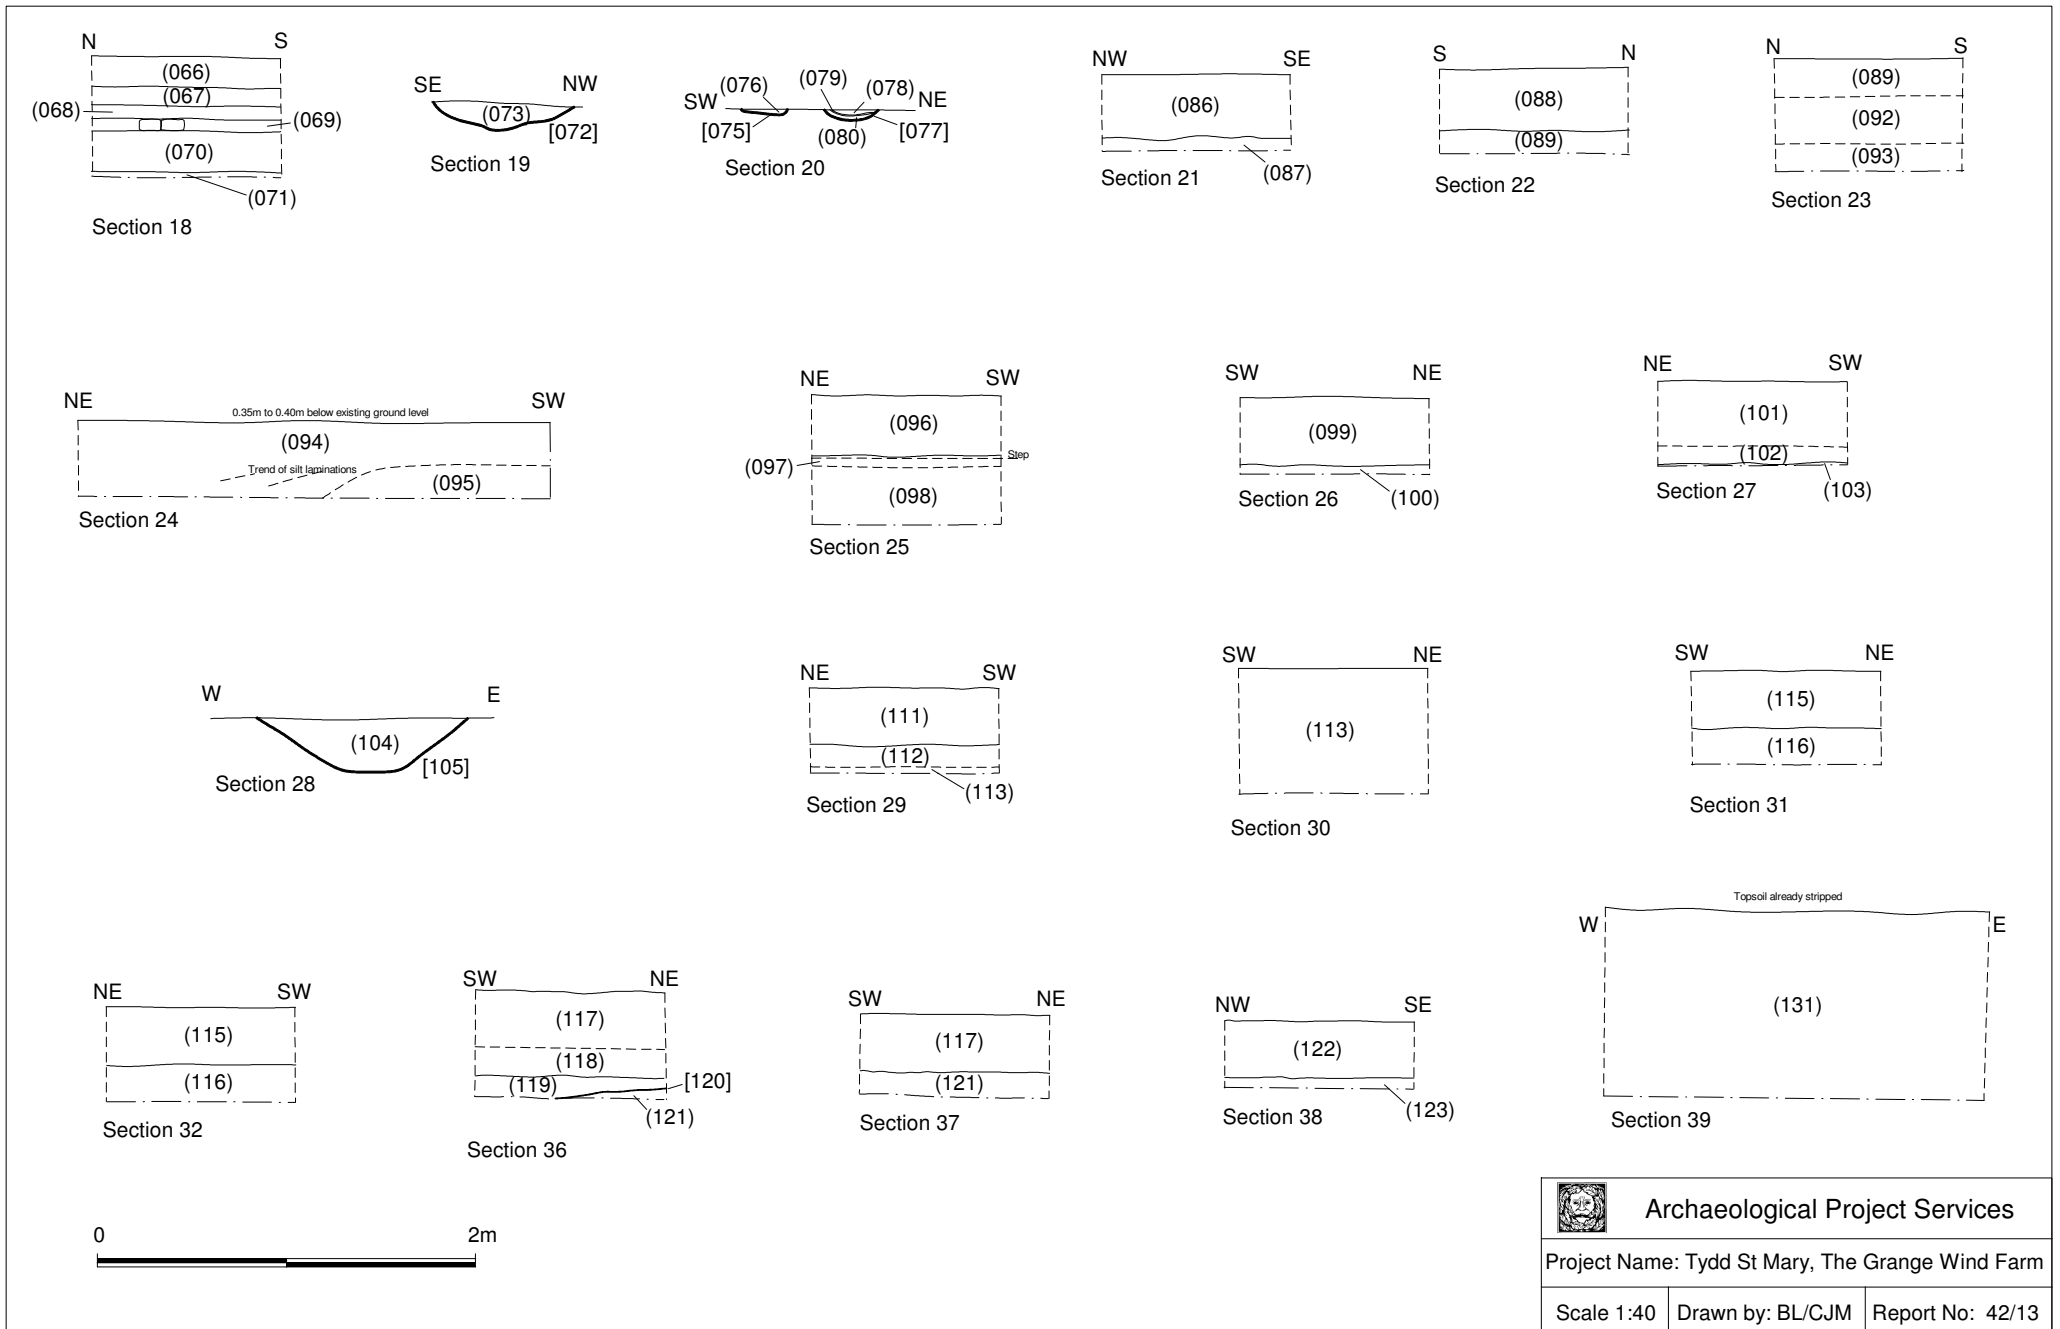 N S
(066)
(067)
(068)
(069)
(070)
(071)
Section 18
SE NW
(073)
[072]
Section 19
(076) (079) (078)
SW NE
[075] (080) [077]
Section 20
NW SE
(086)
(087)
Section 21
S N
(088)
(089)
Section 22
N S
(089)
(092)
(093)
Section 23
NE SW
0.35m to 0.40m below existing ground level
(094)
Trend of silt laminations
(095)
Section 24
NE SW
(096)
Step
(097)
(098)
Section 25
SW NE
(099)
(100)
Section 26
NE SW
(101)
(102)
(103)
Section 27
W E
(104)
[105]
Section 28
NE SW
(111)
(112)
(113)
Section 29
SW NE
(113)
Section 30
SW NE
(115)
(116)
Section 31
NE SW
(115)
(116)
Section 32
SW NE
(117)
(118)
(119) [120]
(121)
Section 36
SW NE
(117)
(121)
Section 37
NW SE
(122)
(123)
Section 38
Topsoil already stripped
W E
(131)
Section 39
0 2m
Archaeological Project Services
Project Name: Tydd St Mary, The Grange Wind Farm
Scale 1:40 Drawn by: BL/CJM Report No: 42/13